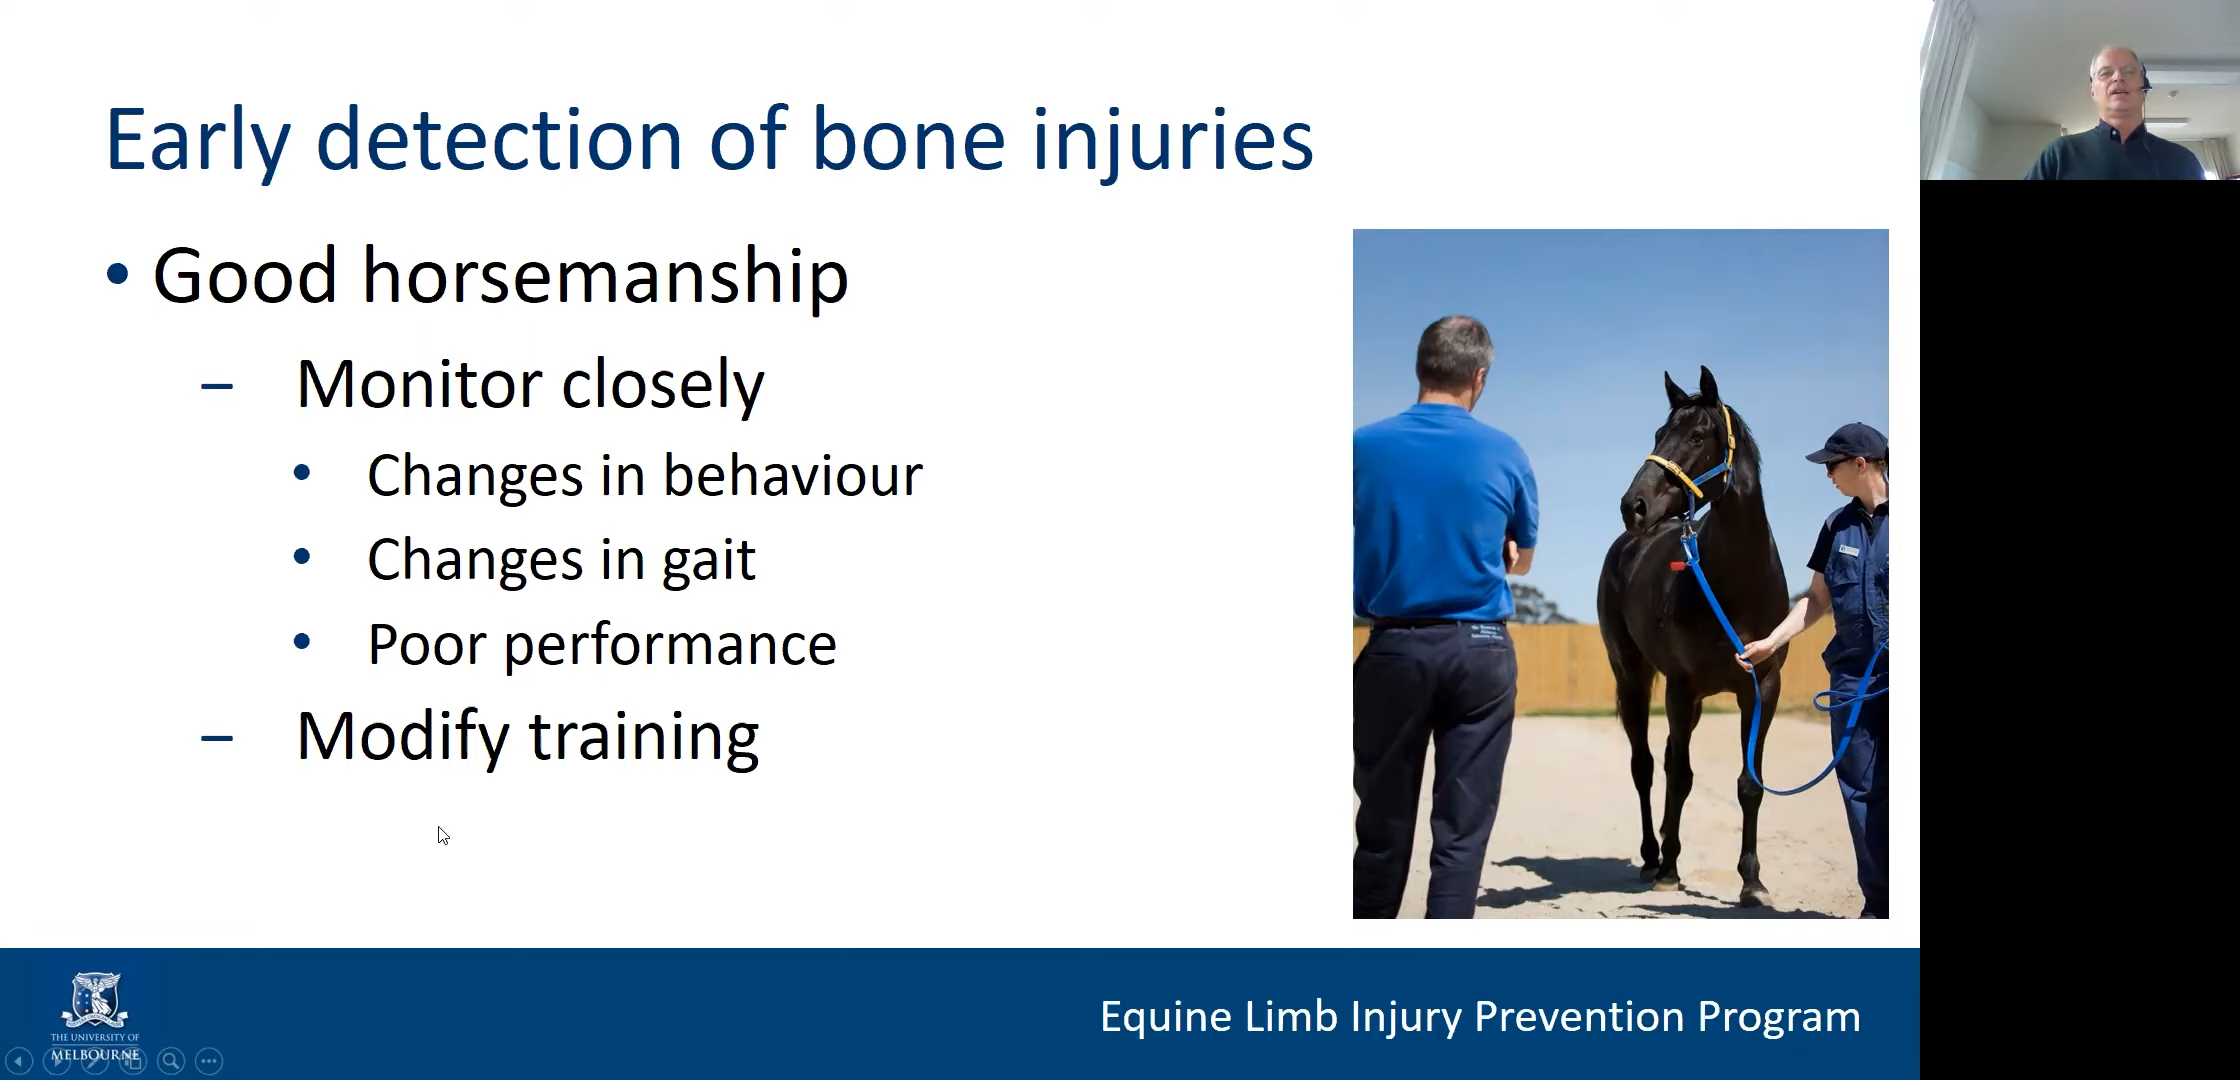 Early detection of bone injuries
• Good horsemanship
– Monitor closely
• Changes in behaviour
• Changes in gait
• Poor performance
– Modify training
THE UNIVERSITY OF
MELBOURNE
Equine Limb Injury Prevention Program